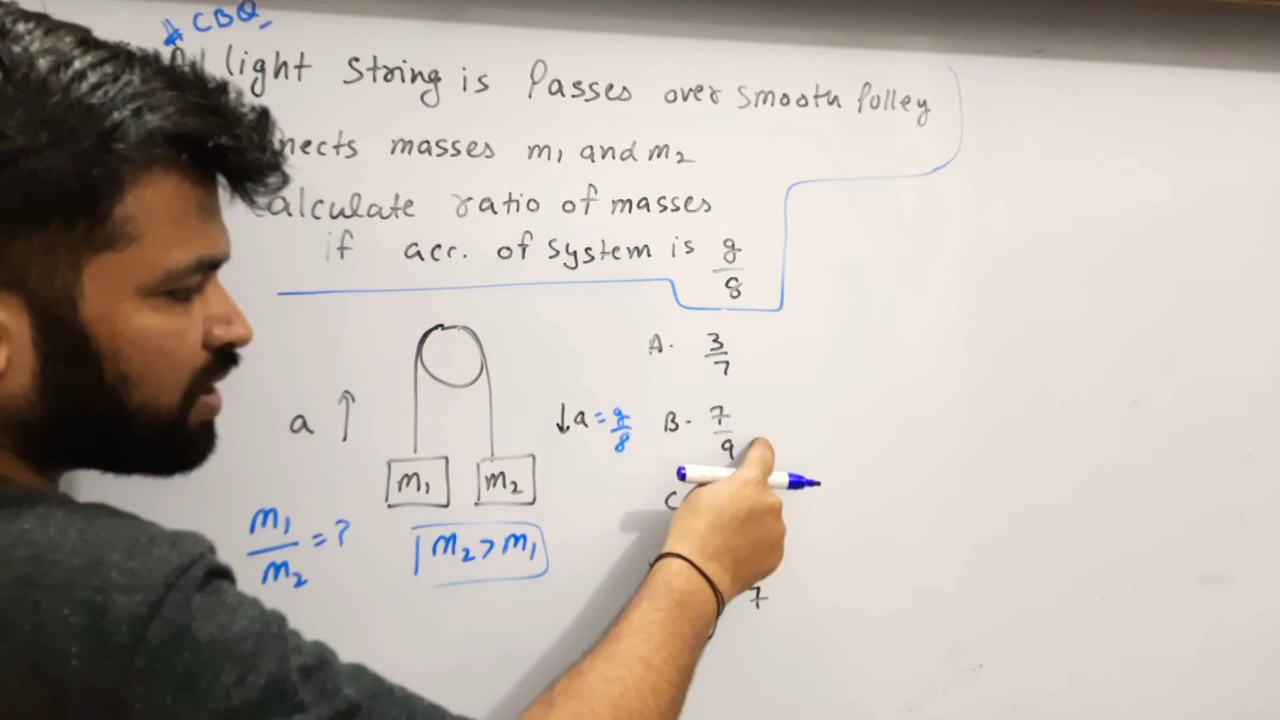 # CBQ
light string is Passes over smooth Pulley
nects masses m₁ and m₂
alculate ratio of masses
if acc. of system is g/8
A. 3/7
a ↑
↓a = g/8
B- 7/9
m₁
m₂
C
m₁/m₂ = ?
m₂ > m₁
7